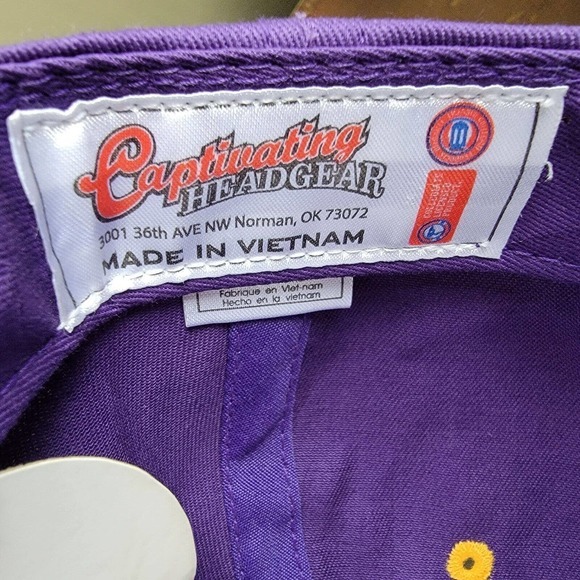 Captivating
HEADGEAR
3001 36th AVE NW Norman, OK 73072
MADE IN VIETNAM
Fabrique en Viet-nam
Hecho en la vietnam